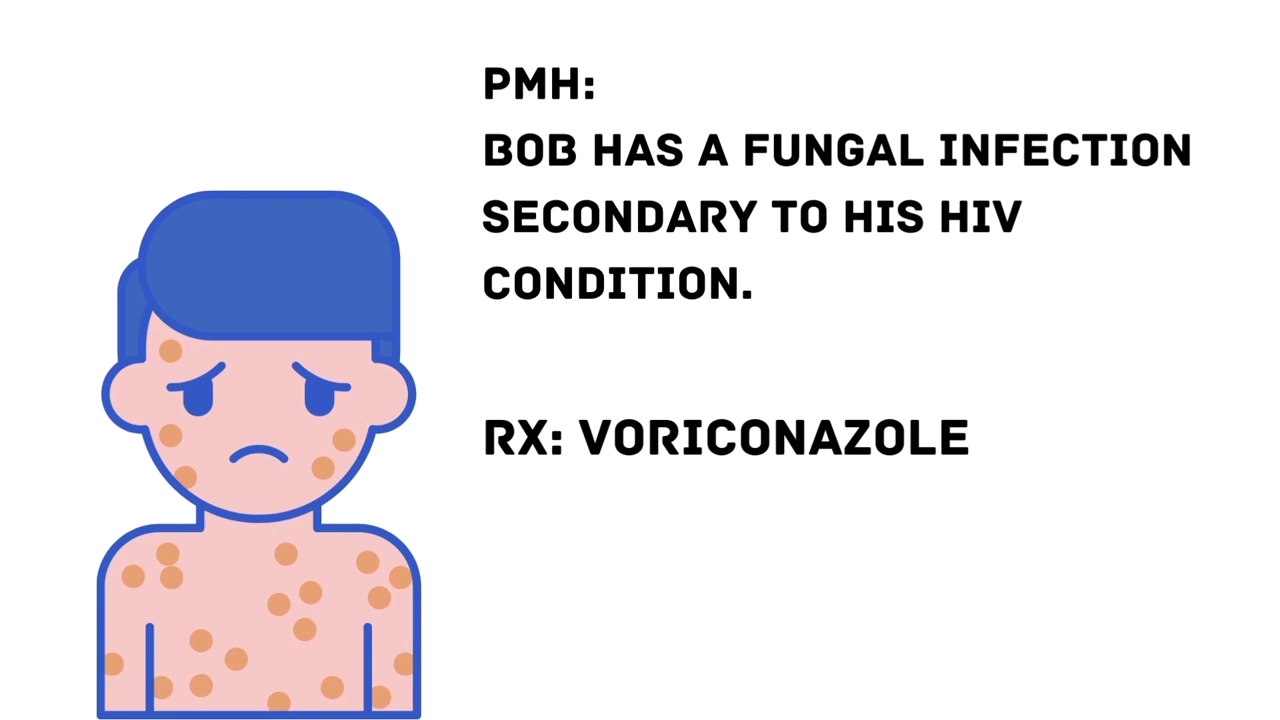 PMH:
BOB HAS A FUNGAL INFECTION
SECONDARY TO HIS HIV
CONDITION.
RX: VORICONAZOLE